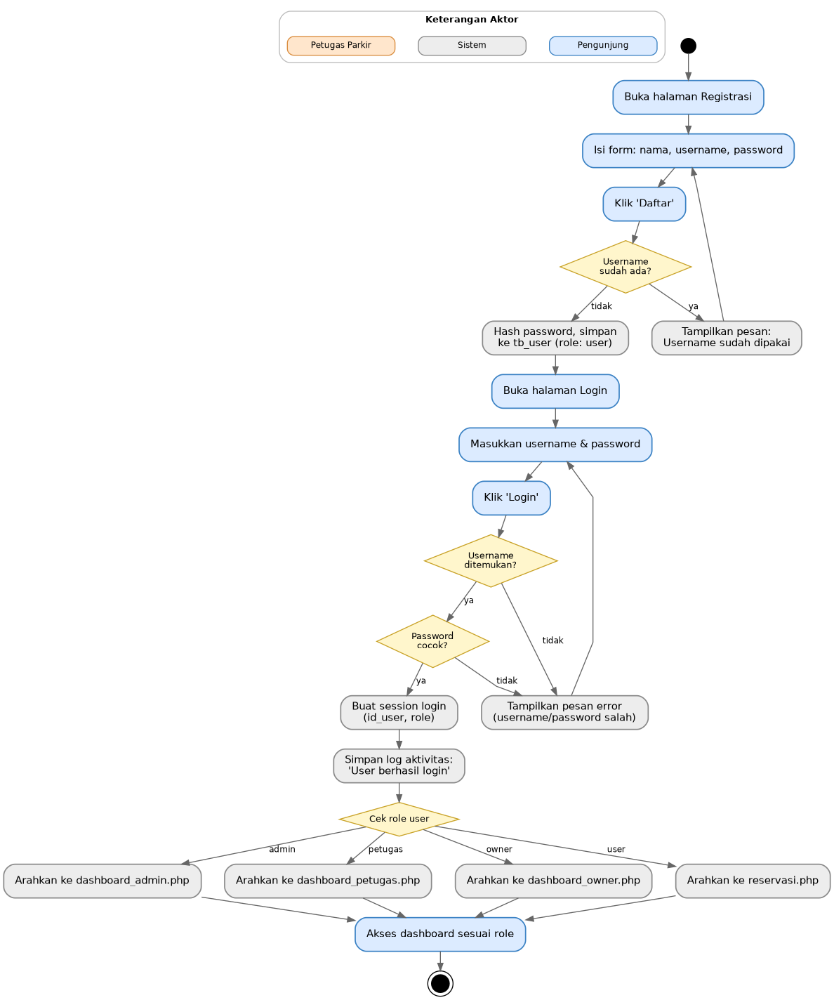 Keterangan Aktor
Petugas Parkir
Sistem
Pengunjung
Buka halaman Registrasi
Isi form: nama, username, password
Klik 'Daftar'
Username
sudah ada?
tidak
ya
Hash password, simpan
ke tb_user (role: user)
Tampilkan pesan:
Username sudah dipakai
Buka halaman Login
Masukkan username & password
Klik 'Login'
Username
ditemukan?
ya
tidak
Password
cocok?
ya
tidak
Buat session login
(id_user, role)
Tampilkan pesan error
(username/password salah)
Simpan log aktivitas:
'User berhasil login'
Cek role user
admin
petugas
owner
user
Arahkan ke dashboard_admin.php
Arahkan ke dashboard_petugas.php
Arahkan ke dashboard_owner.php
Arahkan ke reservasi.php
Akses dashboard sesuai role